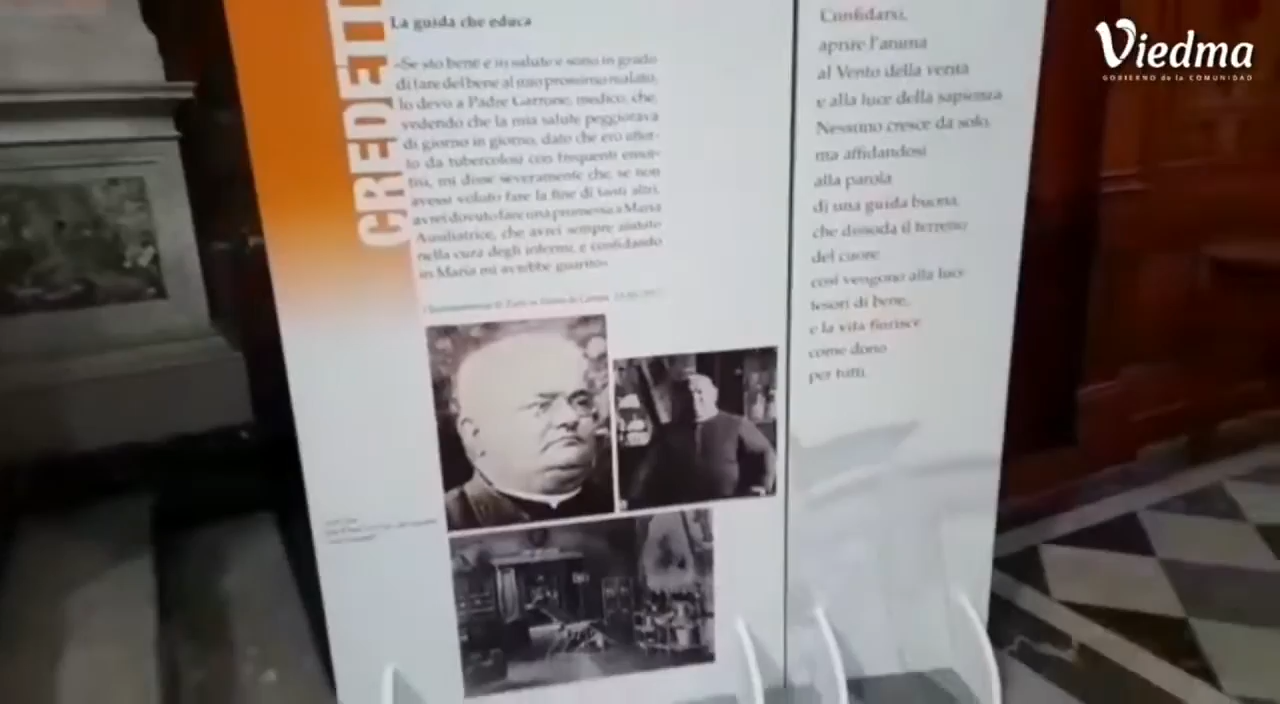 CREDETT
La guida che educa
«Se sto bene e in salute e sono in grado
di fare del bene al mio prossimo malato,
lo devo a Padre Garrone, medico, che,
vedendo che la mia salute peggiorava
di giorno in giorno, dato che ero affet-
to da tubercolosi con frequenti emot-
tisi, mi disse severamente che, se non
avessi voluto fare la fine di tanti altri,
avrei dovuto fare una promessa a Maria
Ausiliatrice, che avrei sempre aiutato
nella cura degli infermi, e confidando
in Maria mi avrebbe guarito»
Confidarsi,
aprire l'anima
al Vento della verità
e alla luce della sapienza
Nessuno cresce da solo,
ma affidandosi
alla parola
di una guida buona,
che dissoda il terreno
del cuore
così vengono alla luce
tesori di bene,
e la vita fiorisce
come dono
per tutti.
Viedma
GOBIERNO de la COMUNIDAD